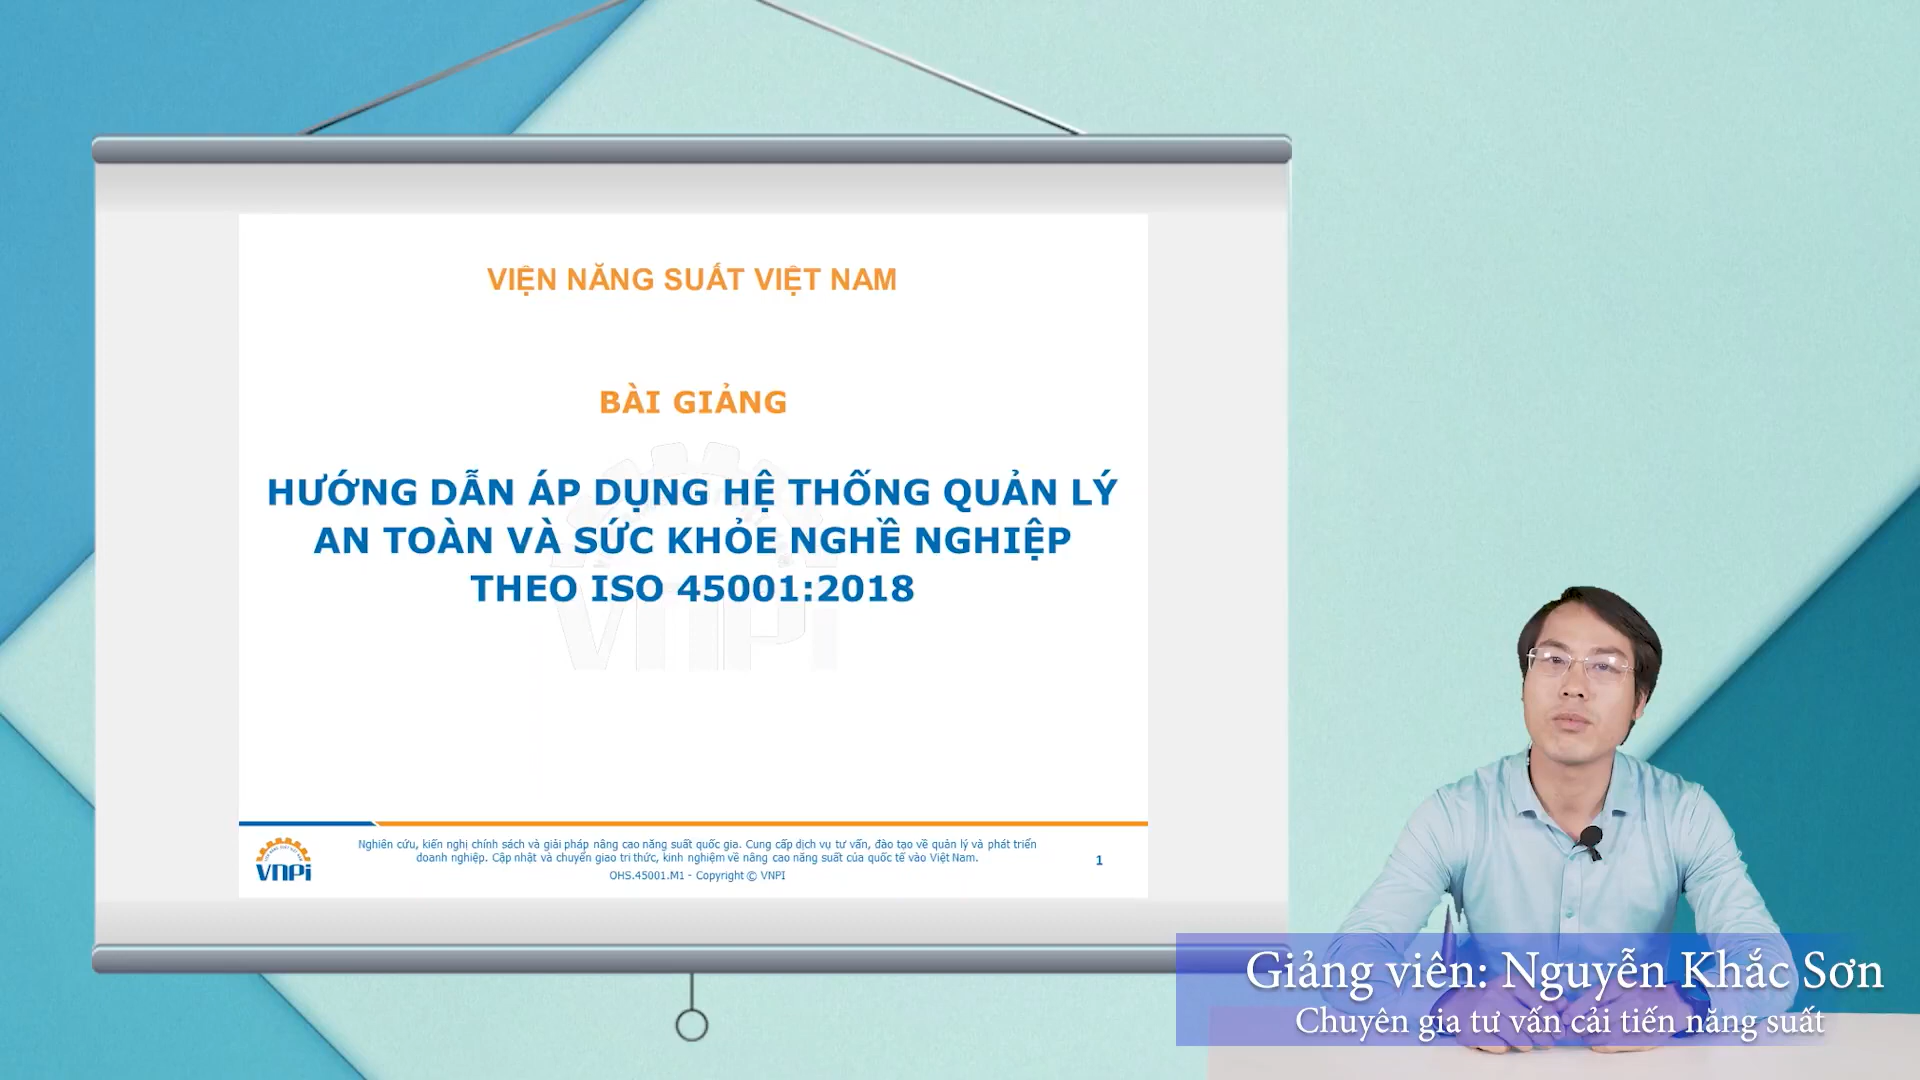 VIỆN NĂNG SUẤT VIỆT NAM
BÀI GIẢNG
HƯỚNG DẪN ÁP DỤNG HỆ THỐNG QUẢN LÝ
AN TOÀN VÀ SỨC KHỎE NGHỀ NGHIỆP
THEO ISO 45001:2018
VNPi
Nghiên cứu, kiến nghị chính sách và giải pháp nâng cao năng suất quốc gia. Cung cấp dịch vụ tư vấn, đào tạo về quản lý và phát triển
doanh nghiệp. Cập nhật và chuyển giao tri thức, kinh nghiệm về nâng cao năng suất của quốc tế vào Việt Nam.
OHS.45001.M1 - Copyright © VNPI
1
VNPi
Giảng viên: Nguyễn Khắc Sơn
Chuyên gia tư vấn cải tiến năng suất